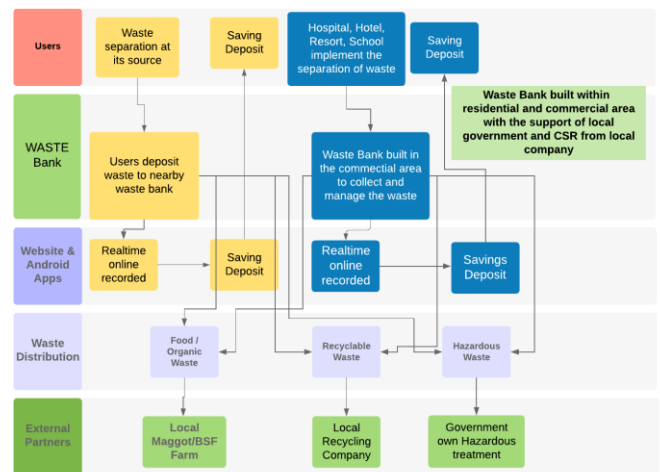 Users
Waste
separation at
its source
Saving
Deposit
Hospital, Hotel,
Resort, School
implement the
separation of waste
Saving
Deposit
Waste Bank built within
residential and commercial area
with the support of local
government and CSR from local
company
WASTE
Bank
Users deposit
waste to nearby
waste bank
Waste Bank built in
the commectial area
to collect and
manage the waste
Website &
Android
Apps
Realtime
online
recorded
Saving
Deposit
Realtime
online
recorded
Savings
Deposit
Waste
Distribution
Food /
Organic
Waste
Recyclable
Waste
Hazardous
Waste
External
Partners
Local
Maggot/BSF
Farm
Local
Recycling
Company
Government
own Hazardous
treatment